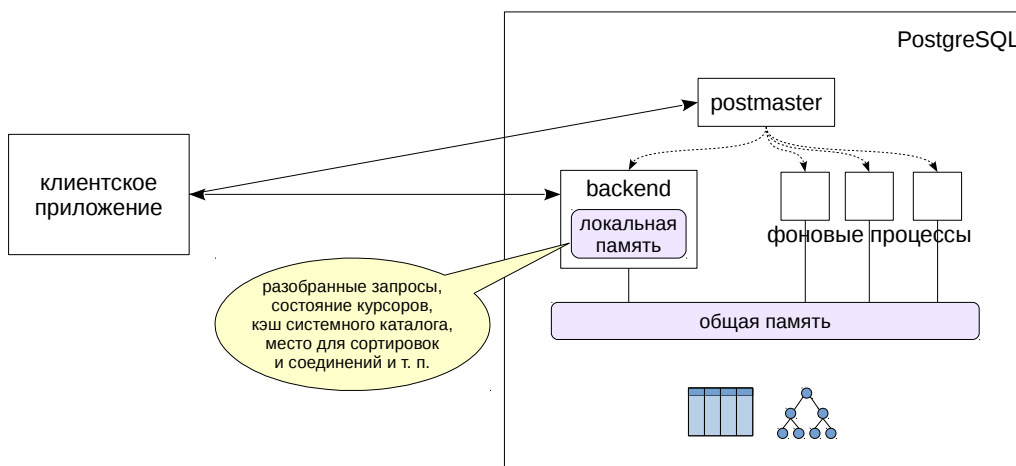 PostgreSQL
postmaster
клиентское
приложение
backend
локальная
память
фоновые процессы
разобранные запросы,
состояние курсоров,
кэш системного каталога,
место для сортировок
и соединений и т. п.
общая память